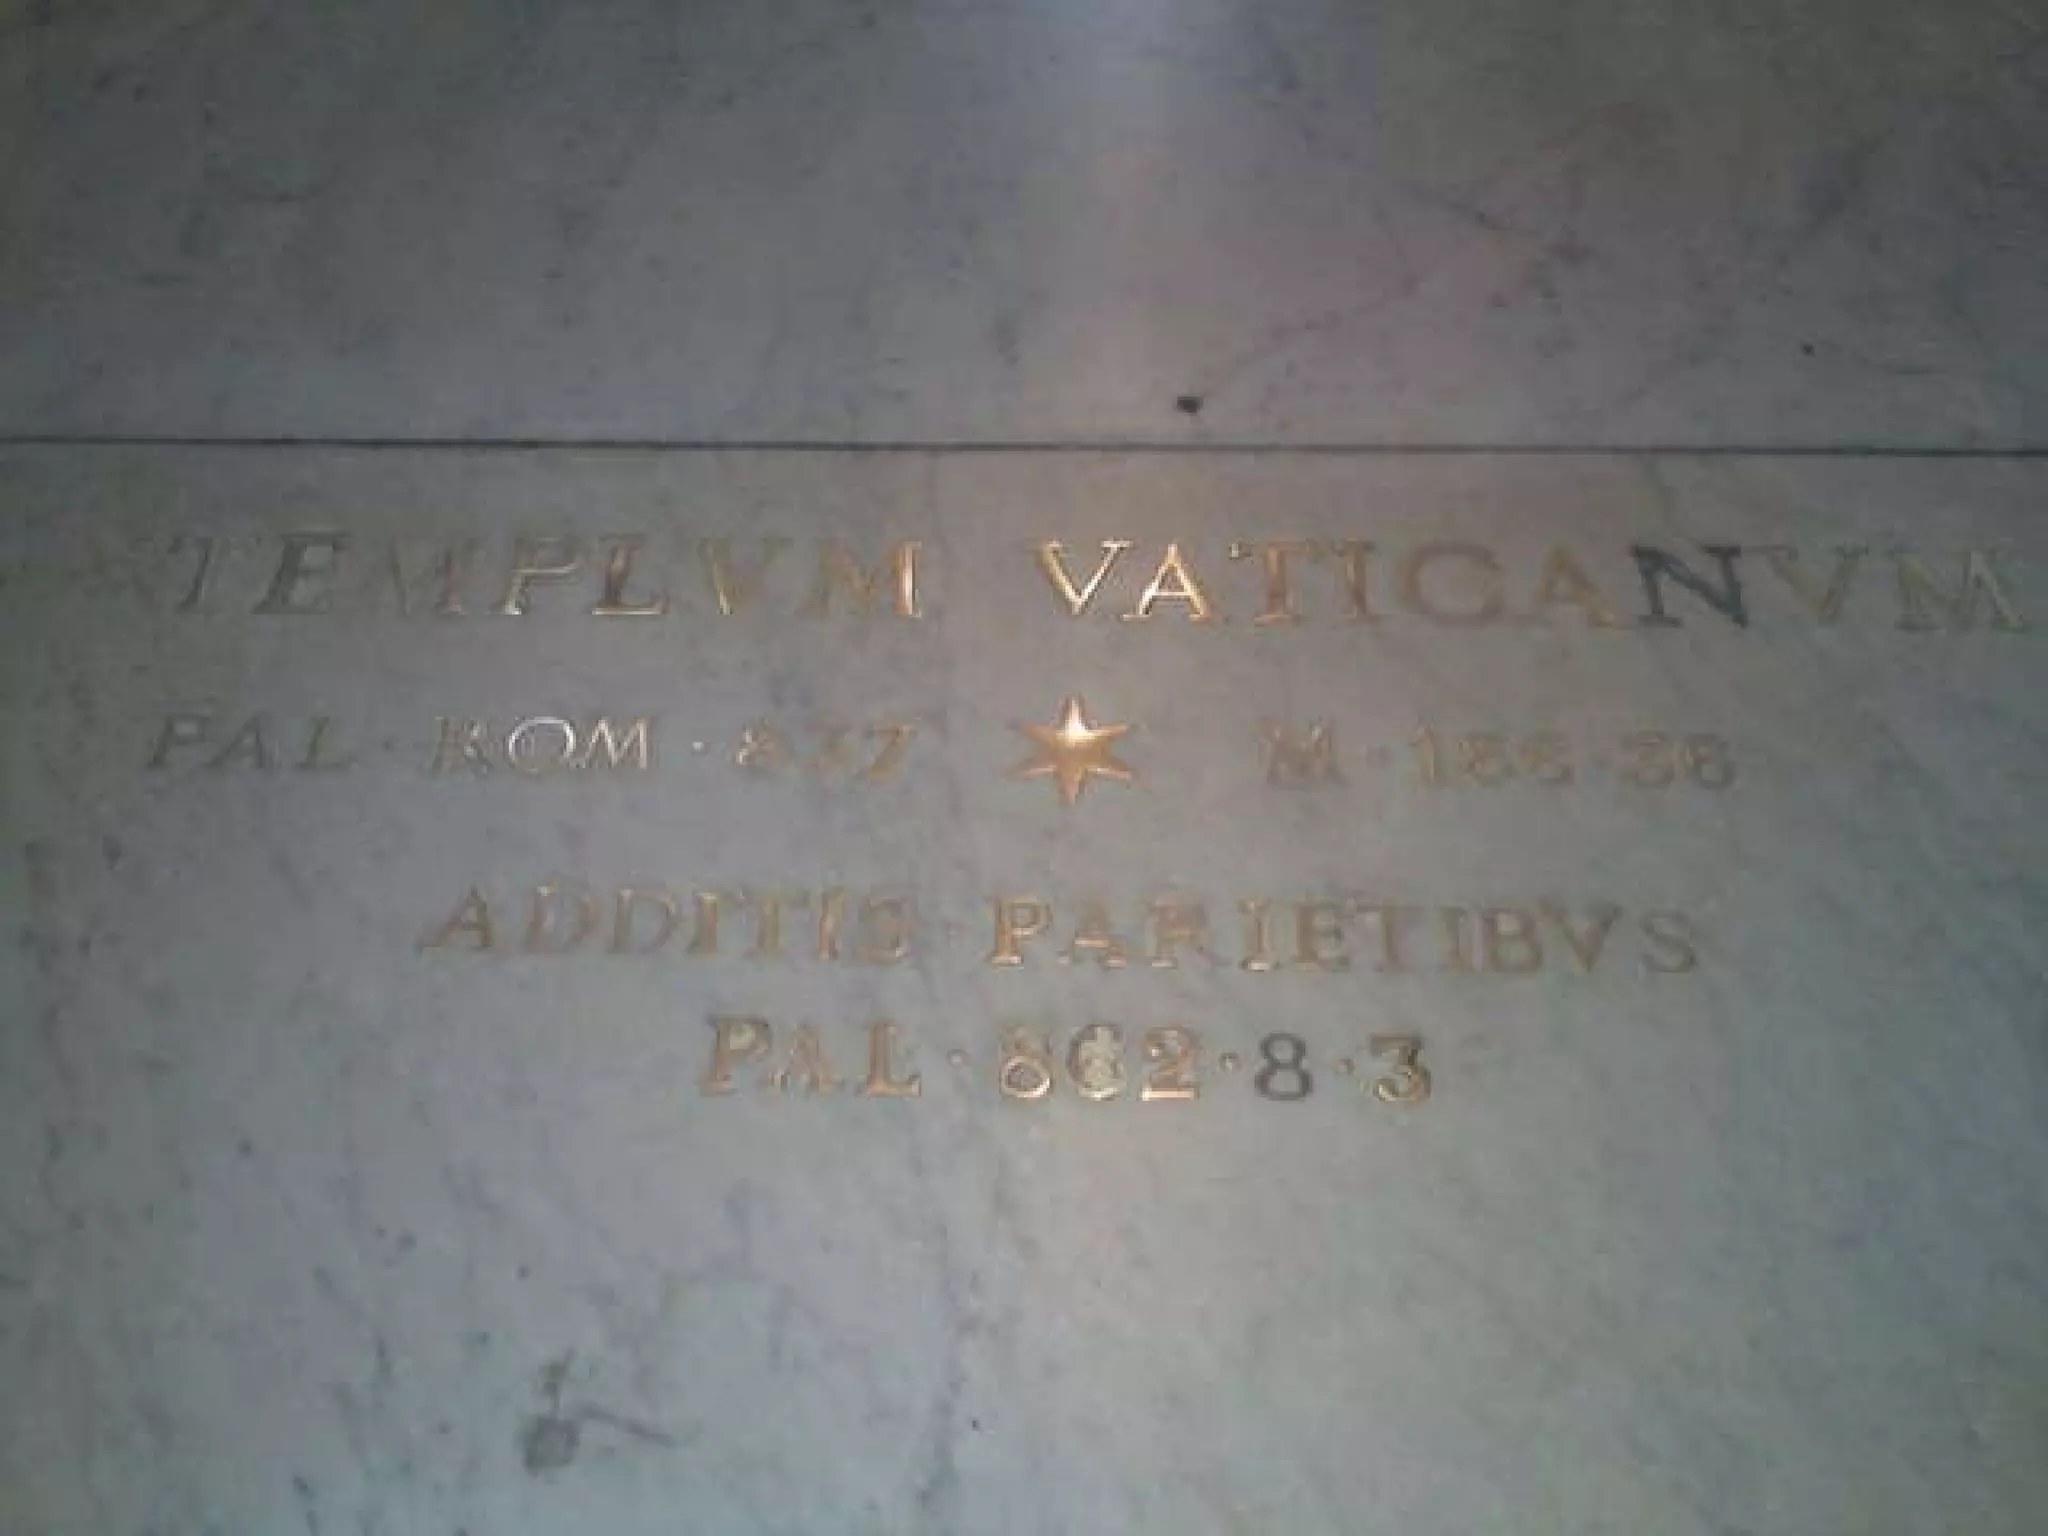 TEMPLVM VATICANVM
PAL · ROM · 837 M · 186·36
ADDITIS PARIETIBVS
PAL · 862 · 8 · 3